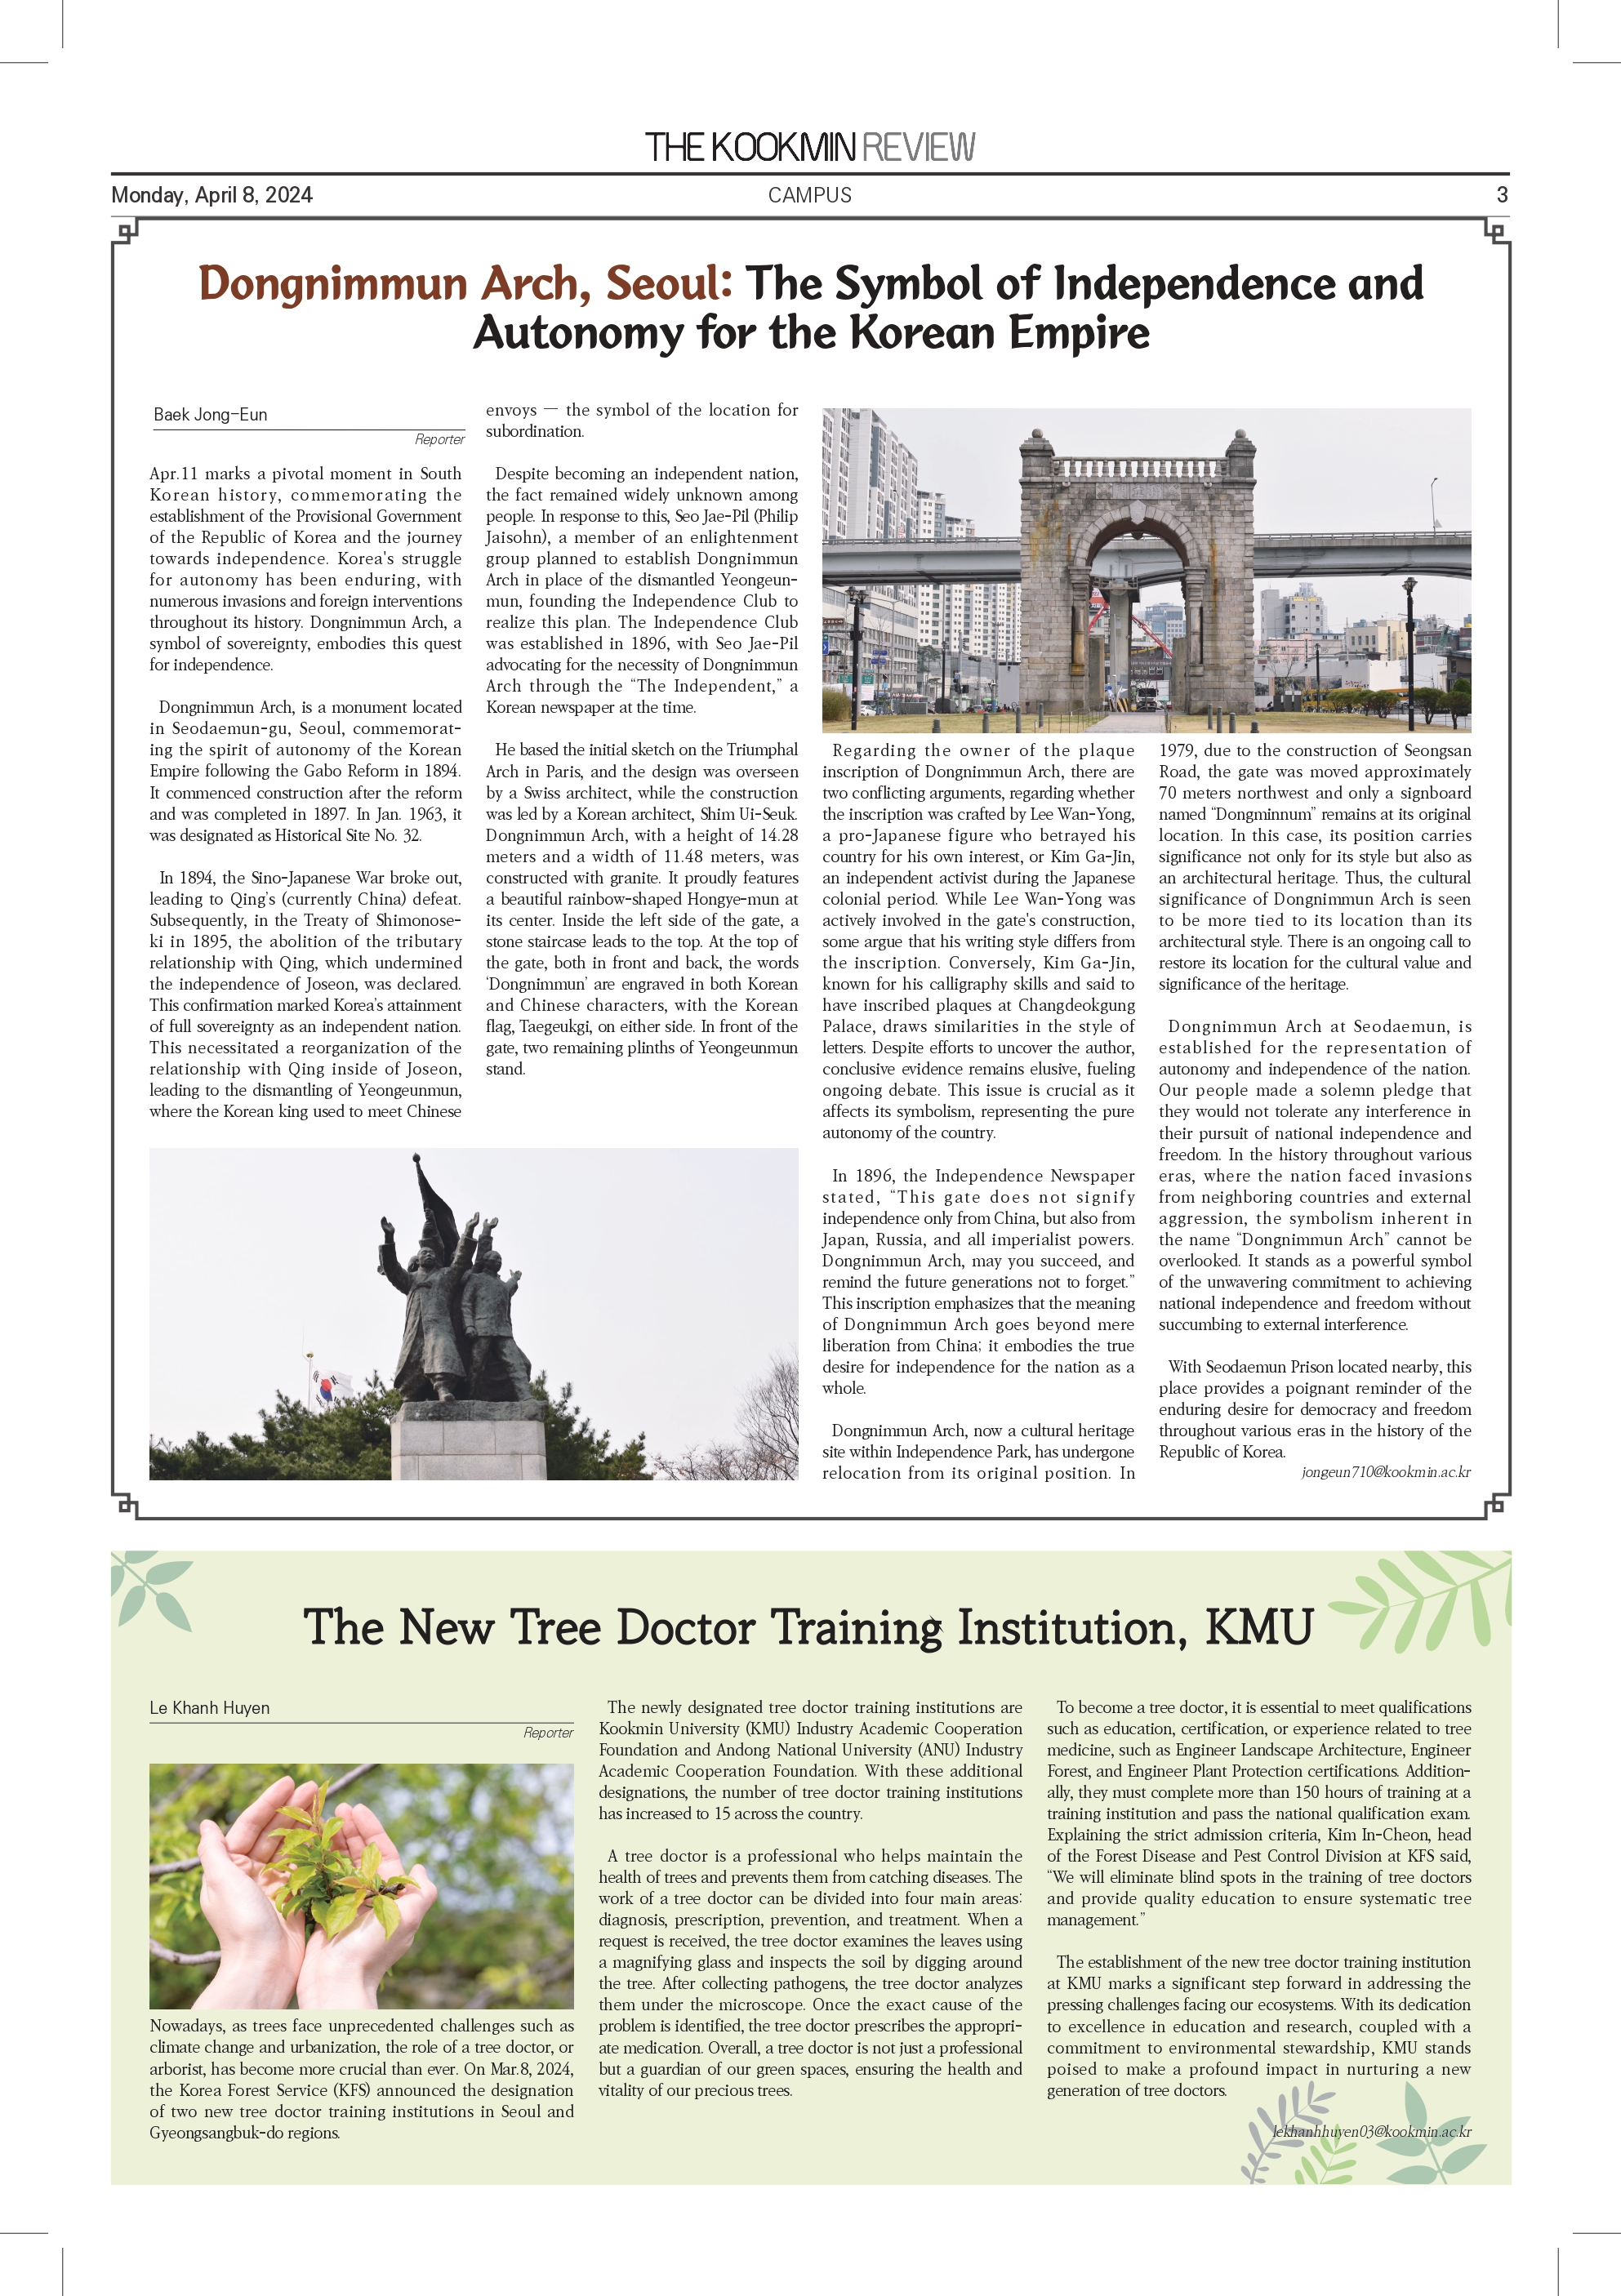 THE KOOKMIN REVIEW
Monday, April 8, 2024
CAMPUS
3
Dongnimmun Arch, Seoul: The Symbol of Independence and
Autonomy for the Korean Empire
Baek Jong-Eun
Reporter
Apr.11 marks a pivotal moment in South
Korean history, commemorating the
establishment of the Provisional Government
of the Republic of Korea and the journey
towards independence. Korea's struggle
for autonomy has been enduring, with
numerous invasions and foreign interventions
throughout its history. Dongnimmun Arch, a
symbol of sovereignty, embodies this quest
for independence.
Dongnimmun Arch, is a monument located
in Seodaemun-gu, Seoul, commemorat-
ing the spirit of autonomy of the Korean
Empire following the Gabo Reform in 1894.
It commenced construction after the reform
and was completed in 1897. In Jan. 1963, it
was designated as Historical Site No. 32.
In 1894, the Sino-Japanese War broke out,
leading to Qing's (currently China) defeat.
Subsequently, in the Treaty of Shimonose-
ki in 1895, the abolition of the tributary
relationship with Qing, which undermined
the independence of Joseon, was declared.
This confirmation marked Korea's attainment
of full sovereignty as an independent nation.
This necessitated a reorganization of the
relationship with Qing inside of Joseon,
leading to the dismantling of Yeongeunmun,
where the Korean king used to meet Chinese
envoys — the symbol of the location for
subordination.
Despite becoming an independent nation,
the fact remained widely unknown among
people. In response to this, Seo Jae-Pil (Philip
Jaisohn), a member of an enlightenment
group planned to establish Dongnimmun
Arch in place of the dismantled Yeongeun-
mun, founding the Independence Club to
realize this plan. The Independence Club
was established in 1896, with Seo Jae-Pil
advocating for the necessity of Dongnimmun
Arch through the “The Independent,” a
Korean newspaper at the time.
He based the initial sketch on the Triumphal
Arch in Paris, and the design was overseen
by a Swiss architect, while the construction
was led by a Korean architect, Shim Ui-Seuk.
Dongnimmun Arch, with a height of 14.28
meters and a width of 11.48 meters, was
constructed with granite. It proudly features
a beautiful rainbow-shaped Hongye-mun at
its center. Inside the left side of the gate, a
stone staircase leads to the top. At the top of
the gate, both in front and back, the words
‘Dongnimmun’ are engraved in both Korean
and Chinese characters, with the Korean
flag, Taegeukgi, on either side. In front of the
gate, two remaining plinths of Yeongeunmun
stand.
Regarding the owner of the plaque
inscription of Dongnimmun Arch, there are
two conflicting arguments, regarding whether
the inscription was crafted by Lee Wan-Yong,
a pro-Japanese figure who betrayed his
country for his own interest, or Kim Ga-Jin,
an independent activist during the Japanese
colonial period. While Lee Wan-Yong was
actively involved in the gate's construction,
some argue that his writing style differs from
the inscription. Conversely, Kim Ga-Jin,
known for his calligraphy skills and said to
have inscribed plaques at Changdeokgung
Palace, draws similarities in the style of
letters. Despite efforts to uncover the author,
conclusive evidence remains elusive, fueling
ongoing debate. This issue is crucial as it
affects its symbolism, representing the pure
autonomy of the country.
In 1896, the Independence Newspaper
stated, “This gate does not signify
independence only from China, but also from
Japan, Russia, and all imperialist powers.
Dongnimmun Arch, may you succeed, and
remind the future generations not to forget.”
This inscription emphasizes that the meaning
of Dongnimmun Arch goes beyond mere
liberation from China; it embodies the true
desire for independence for the nation as a
whole.
Dongnimmun Arch, now a cultural heritage
site within Independence Park, has undergone
relocation from its original position. In
1979, due to the construction of Seongsan
Road, the gate was moved approximately
70 meters northwest and only a signboard
named “Dongminnum” remains at its original
location. In this case, its position carries
significance not only for its style but also as
an architectural heritage. Thus, the cultural
significance of Dongnimmun Arch is seen
to be more tied to its location than its
architectural style. There is an ongoing call to
restore its location for the cultural value and
significance of the heritage.
Dongnimmun Arch at Seodaemun, is
established for the representation of
autonomy and independence of the nation.
Our people made a solemn pledge that
they would not tolerate any interference in
their pursuit of national independence and
freedom. In the history throughout various
eras, where the nation faced invasions
from neighboring countries and external
aggression, the symbolism inherent in
the name “Dongnimmun Arch” cannot be
overlooked. It stands as a powerful symbol
of the unwavering commitment to achieving
national independence and freedom without
succumbing to external interference.
With Seodaemun Prison located nearby, this
place provides a poignant reminder of the
enduring desire for democracy and freedom
throughout various eras in the history of the
Republic of Korea.
jongeun710@kookmin.ac.kr
The New Tree Doctor Training Institution, KMU
Le Khanh Huyen
Reporter
Nowadays, as trees face unprecedented challenges such as
climate change and urbanization, the role of a tree doctor, or
arborist, has become more crucial than ever. On Mar.8, 2024,
the Korea Forest Service (KFS) announced the designation
of two new tree doctor training institutions in Seoul and
Gyeongsangbuk-do regions.
The newly designated tree doctor training institutions are
Kookmin University (KMU) Industry Academic Cooperation
Foundation and Andong National University (ANU) Industry
Academic Cooperation Foundation. With these additional
designations, the number of tree doctor training institutions
has increased to 15 across the country.
A tree doctor is a professional who helps maintain the
health of trees and prevents them from catching diseases. The
work of a tree doctor can be divided into four main areas:
diagnosis, prescription, prevention, and treatment. When a
request is received, the tree doctor examines the leaves using
a magnifying glass and inspects the soil by digging around
the tree. After collecting pathogens, the tree doctor analyzes
them under the microscope. Once the exact cause of the
problem is identified, the tree doctor prescribes the appropri-
ate medication. Overall, a tree doctor is not just a professional
but a guardian of our green spaces, ensuring the health and
vitality of our precious trees.
To become a tree doctor, it is essential to meet qualifications
such as education, certification, or experience related to tree
medicine, such as Engineer Landscape Architecture, Engineer
Forest, and Engineer Plant Protection certifications. Addition-
ally, they must complete more than 150 hours of training at a
training institution and pass the national qualification exam.
Explaining the strict admission criteria, Kim In-Cheon, head
of the Forest Disease and Pest Control Division at KFS said,
“We will eliminate blind spots in the training of tree doctors
and provide quality education to ensure systematic tree
management.”
The establishment of the new tree doctor training institution
at KMU marks a significant step forward in addressing the
pressing challenges facing our ecosystems. With its dedication
to excellence in education and research, coupled with a
commitment to environmental stewardship, KMU stands
poised to make a profound impact in nurturing a new
generation of tree doctors.
lekhanhhuyen03@kookmin.ac.kr